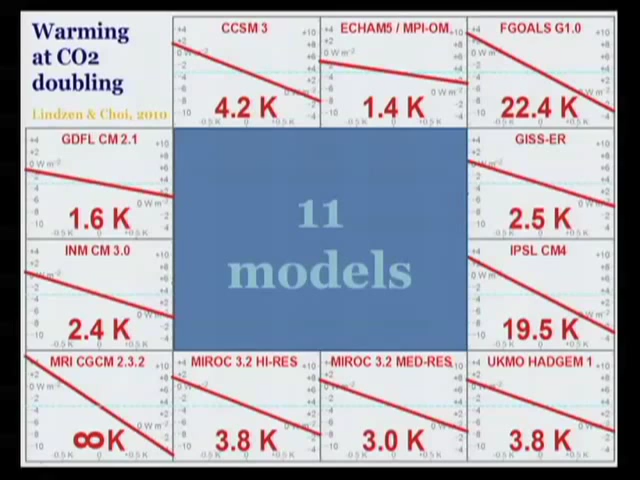 Warming
at CO2
doubling
Lindzen & Choi, 2010
CCSM 3
4.2 K
ECHAM5 / MPI-OM
1.4 K
FGOALS G1.0
22.4 K
GDFL CM 2.1
1.6 K
GISS-ER
2.5 K
11
models
INM CM 3.0
2.4 K
IPSL CM4
19.5 K
MRI CGCM 2.3.2
∞K
MIROC 3.2 HI-RES
3.8 K
MIROC 3.2 MED-RES
3.0 K
UKMO HADGEM 1
3.8 K